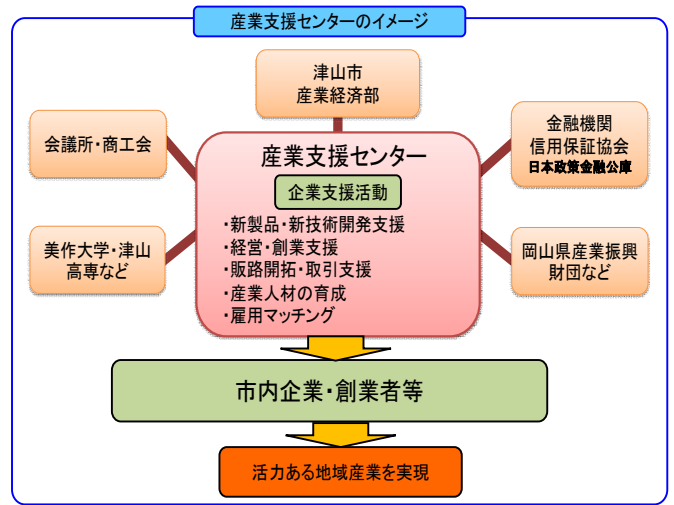 産業支援センターのイメージ
津山市
産業経済部
会議所・商工会
金融機関
信用保証協会
日本政策金融公庫
産業支援センター
企業支援活動
・新製品・新技術開発支援
・経営・創業支援
・販路開拓・取引支援
・産業人材の育成
・雇用マッチング
美作大学・津山
高専など
岡山県産業振興
財団など
市内企業・創業者等
活力ある地域産業を実現